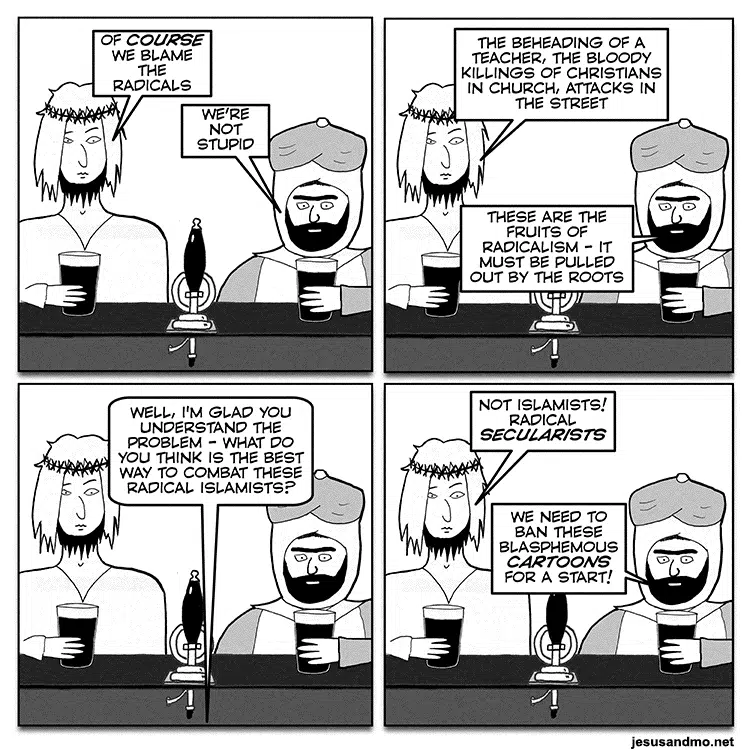 OF COURSE
WE BLAME
THE
RADICALS
WE'RE
NOT
STUPID
THE BEHEADING OF A
TEACHER, THE BLOODY
KILLINGS OF CHRISTIANS
IN CHURCH, ATTACKS IN
THE STREET
THESE ARE THE
FRUITS OF
RADICALISM - IT
MUST BE PULLED
OUT BY THE ROOTS
WELL, I'M GLAD YOU
UNDERSTAND THE
PROBLEM - WHAT DO
YOU THINK IS THE BEST
WAY TO COMBAT THESE
RADICAL ISLAMISTS?
NOT ISLAMISTS!
RADICAL
SECULARISTS
WE NEED TO
BAN THESE
BLASPHEMOUS
CARTOONS
FOR A START!
jesusandmo.net